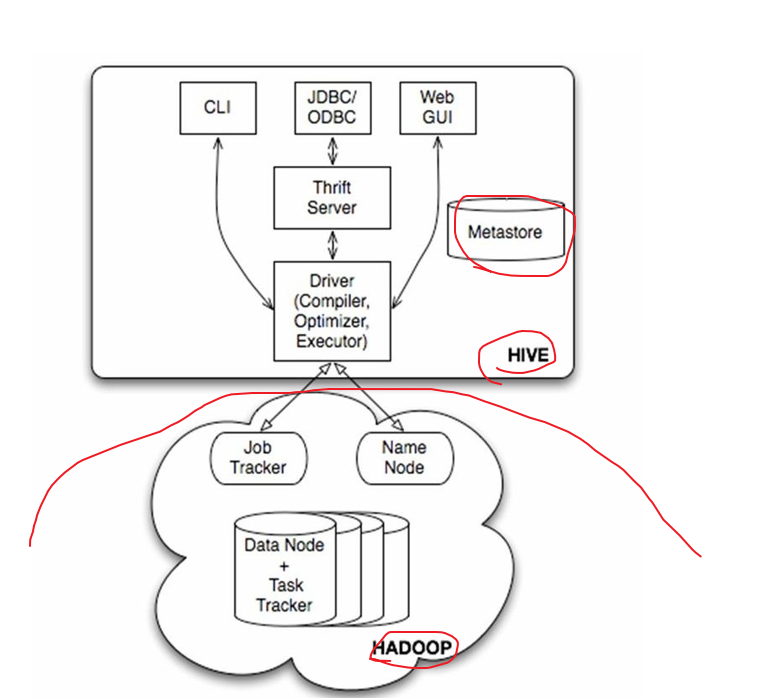 CLI
JDBC/
ODBC
Web
GUI
Thrift
Server
Metastore
Driver
(Compiler,
Optimizer,
Executor)
HIVE
Job
Tracker
Name
Node
Data Node
+
Task
Tracker
HADOOP